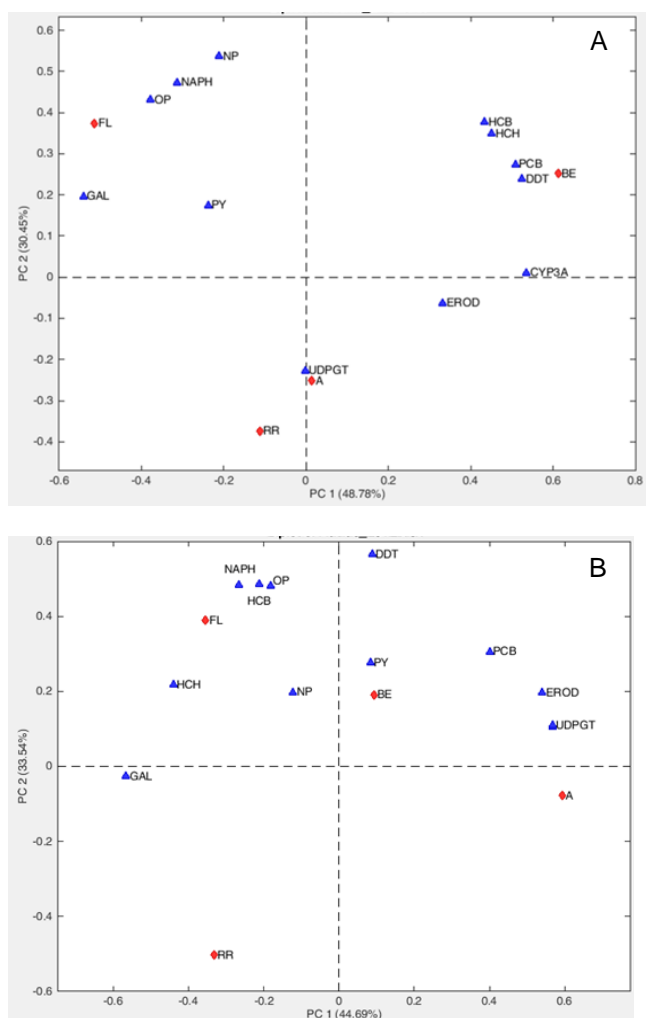 A
0.6
0.5
0.4
0.3
0.2
0.1
0
-0.1
-0.2
-0.3
-0.4
PC 2 (30.45%)
NP
NAPH
OP
FL
GAL
PY
HCB
HCH
PCB
DDT
BE
CYP3A
EROD
UDPGT
A
RR
-0.6
-0.4
-0.2
0
0.2
0.4
0.6
0.8
PC 1 (48.78%)
B
0.6
0.4
0.2
0
-0.2
-0.4
-0.6
PC 2 (33.54%)
DDT
NAPH
OP
HCB
FL
PCB
PY
HCH
NP
BE
EROD
UDPGT
GAL
A
RR
-0.6
-0.4
-0.2
0
0.2
0.4
0.6
PC 1 (44.69%)